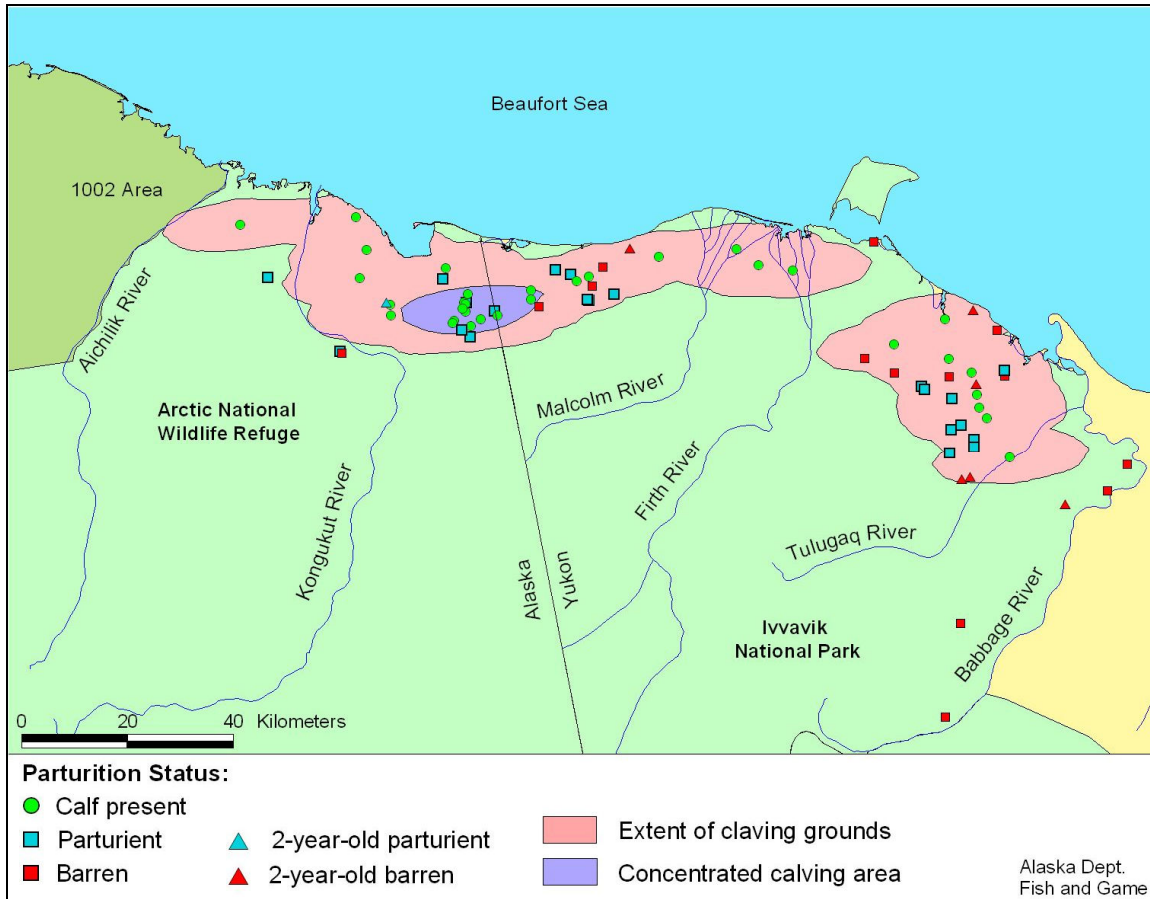 Beaufort Sea
1002 Area
Aichilik River
Arctic National
Wildlife Refuge
Kongukut River
Malcolm River
Firth River
Alaska
Yukon
Tulugaq River
Ivvavik
National Park
Babbage River
0 20 40 Kilometers
Parturition Status:
Calf present
Parturient
Barren
2-year-old parturient
2-year-old barren
Extent of claving grounds
Concentrated calving area
Alaska Dept.
Fish and Game